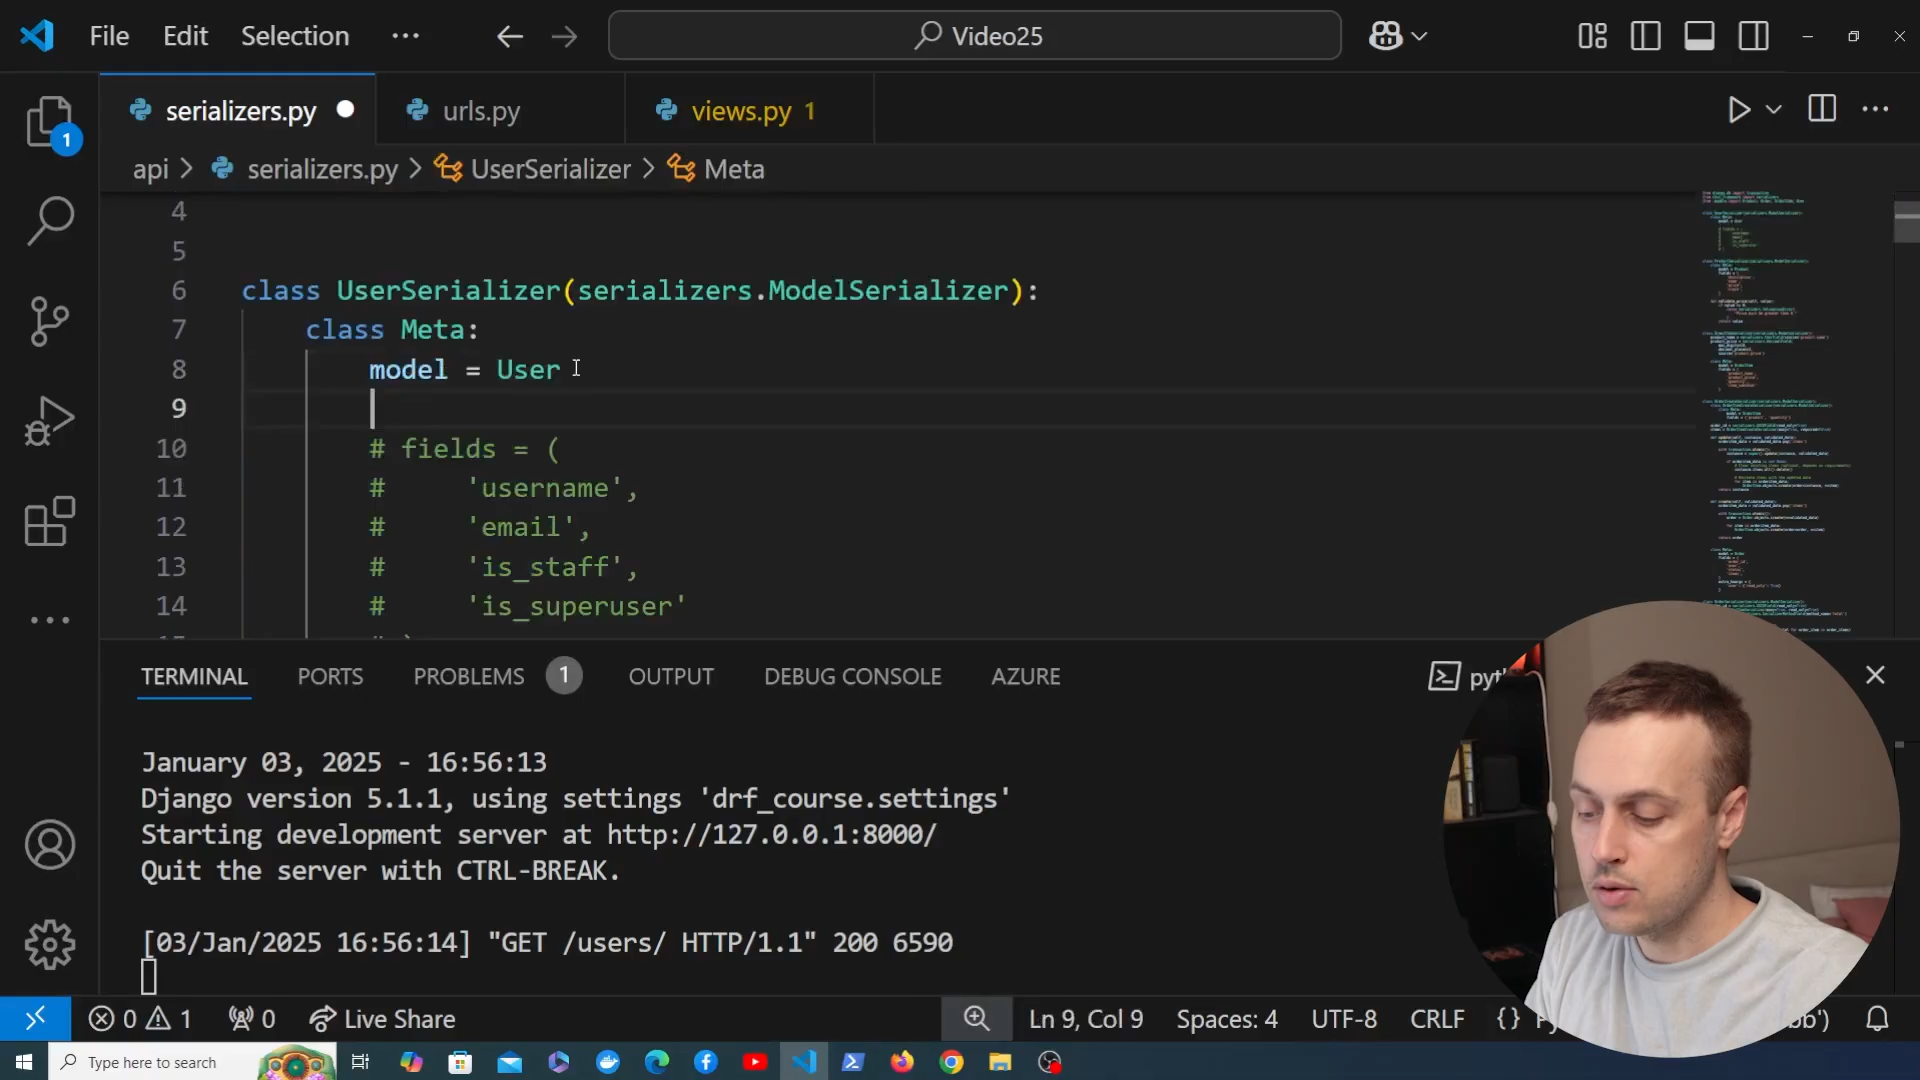 File Edit Selection ··· Video25
serializers.py urls.py views.py 1
api > serializers.py > UserSerializer > Meta
1
4
5
6 class UserSerializer(serializers.ModelSerializer):
7 class Meta:
8 model = User
9
10 # fields = (
11 # 'username',
12 # 'email',
13 # 'is_staff',
14 # 'is_superuser'
TERMINAL PORTS PROBLEMS 1 OUTPUT DEBUG CONSOLE AZURE
January 03, 2025 - 16:56:13
Django version 5.1.1, using settings 'drf_course.settings'
Starting development server at http://127.0.0.1:8000/
Quit the server with CTRL-BREAK.
[03/Jan/2025 16:56:14] "GET /users/ HTTP/1.1" 200 6590
0 1 0 Live Share Ln 9, Col 9 Spaces: 4 UTF-8 CRLF {}
Type here to search